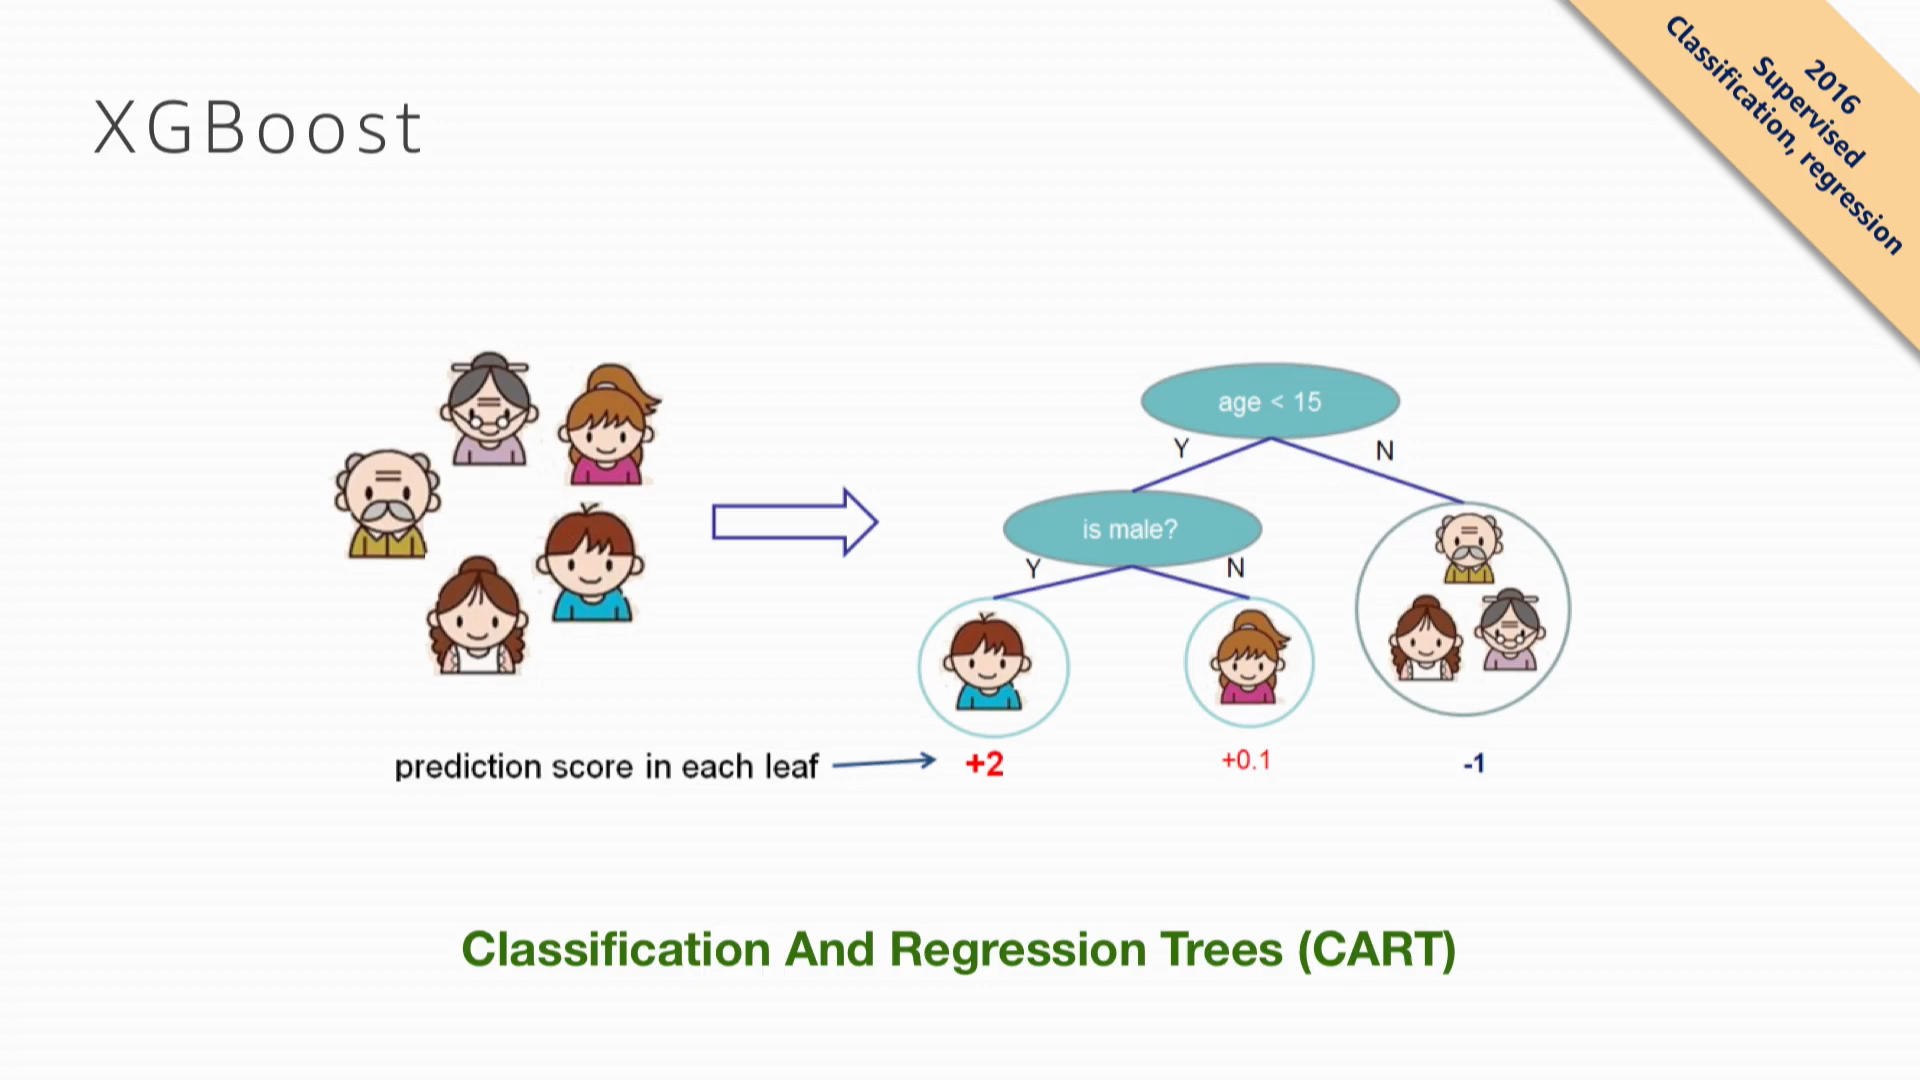 XGBoost
2016
Supervised
Classification, regression
age < 15
Y
N
is male?
Y
N
prediction score in each leaf
+2
+0.1
-1
Classification And Regression Trees (CART)